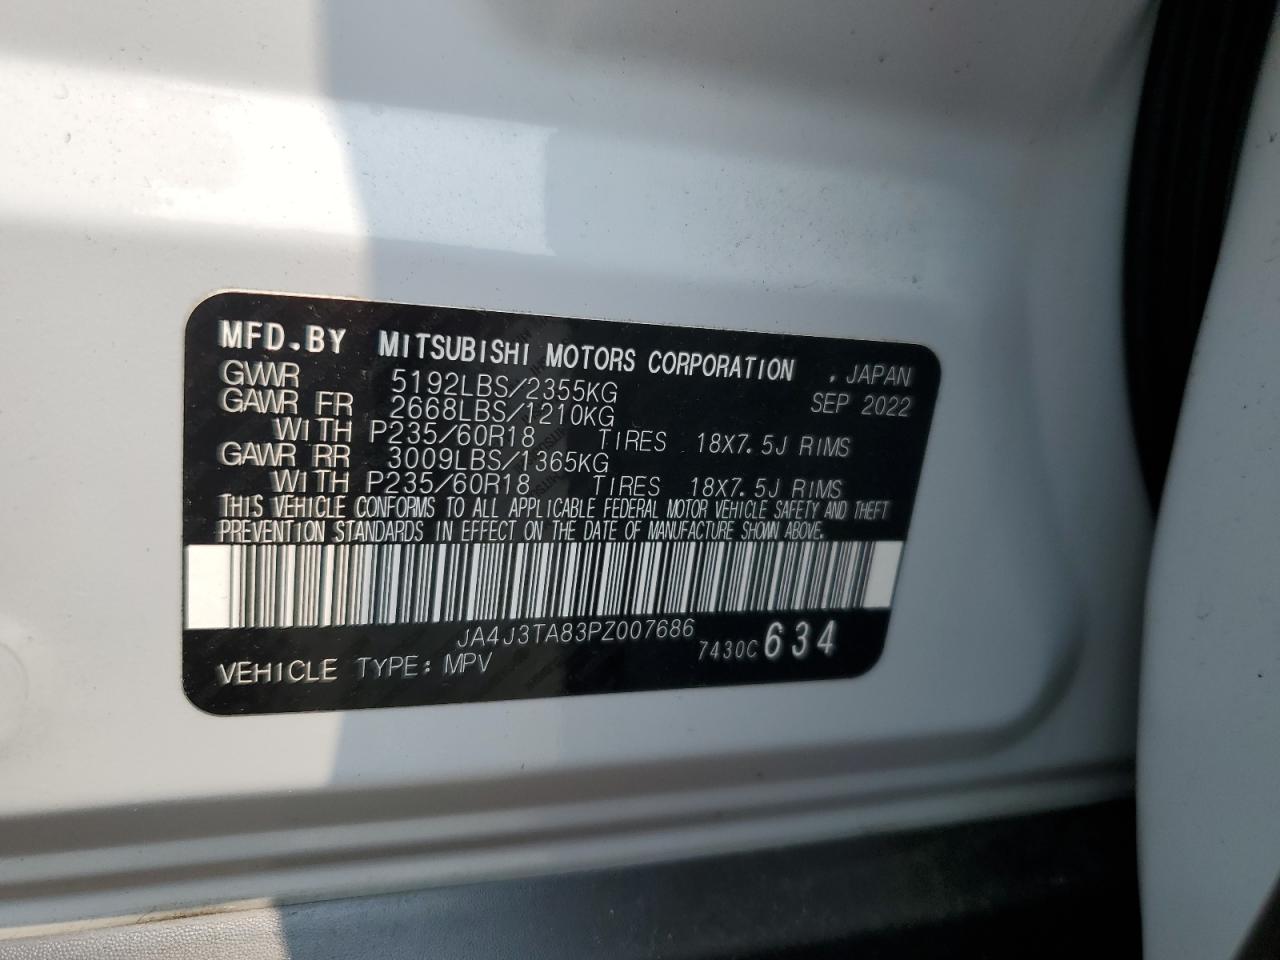 MFD.BY MITSUBISHI MOTORS CORPORATION , JAPAN
GVWR 5192LBS/2355KG SEP 2022
GAWR FR 2668LBS/1210KG
WITH P235/60R18 TIRES 18X7.5J RIMS
GAWR RR 3009LBS/1365KG
WITH P235/60R18 TIRES 18X7.5J RIMS
THIS VEHICLE CONFORMS TO ALL APPLICABLE FEDERAL MOTOR VEHICLE SAFETY AND THEFT
PREVENTION STANDARDS IN EFFECT ON THE DATE OF MANUFACTURE SHOWN ABOVE.
JA4J3TA83PZ007686
7430C 634
VEHICLE TYPE: MPV